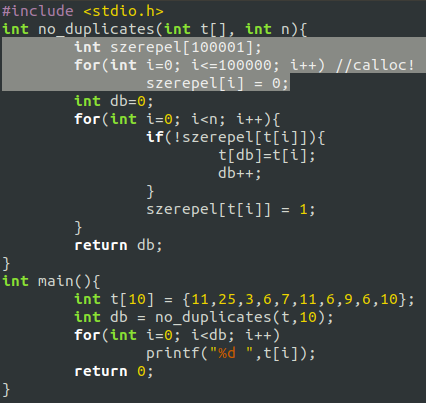 #include <stdio.h>
int no_duplicates(int t[], int n){
        int szerepel[100001];
        for(int i=0; i<=100000; i++) //calloc!
                szerepel[i] = 0;
        int db=0;
        for(int i=0; i<n; i++){
                if(!szerepel[t[i]]){
                        t[db]=t[i];
                        db++;
                }
                szerepel[t[i]] = 1;
        }
        return db;
}
int main(){
        int t[10] = {11,25,3,6,7,11,6,9,6,10};
        int db = no_duplicates(t,10);
        for(int i=0; i<db; i++)
                printf("%d ",t[i]);
        return 0;
}